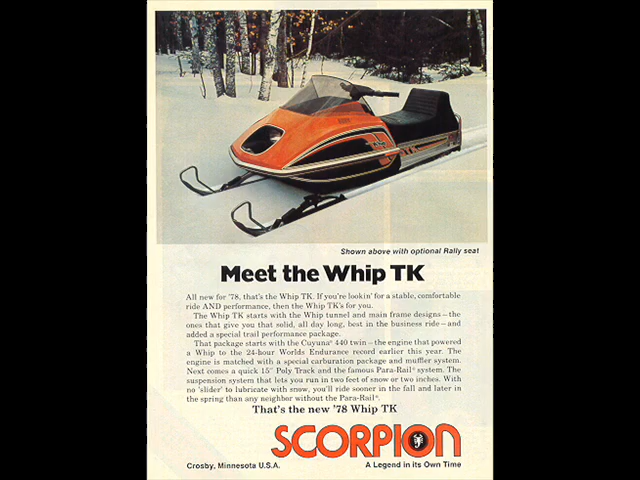 TK
Shown above with optional Rally seat
Meet the Whip TK
All new for '78, that's the Whip TK. If you're lookin' for a stable, comfortable
ride AND performance, then the Whip TK's for you.
The Whip TK starts with the Whip tunnel and main frame designs — the
ones that give you that solid, all day long, best in the business ride — and
added a special trail performance package.
That package starts with the Cuyuna® 440 twin — the engine that powered
a Whip to the 24-hour Worlds Endurance record earlier this year. The
engine is matched with a special carburation package and muffler system.
Next comes a quick 15" Poly Track and the famous Para-Rail® system. The
suspension system that lets you run in two feet of snow or two inches. With
no 'slider' to lubricate with snow, you'll ride sooner in the fall and later in
the spring than any neighbor without the Para-Rail®.
That's the new '78 Whip TK
SCORPION
Crosby, Minnesota U.S.A.
A Legend in its Own Time